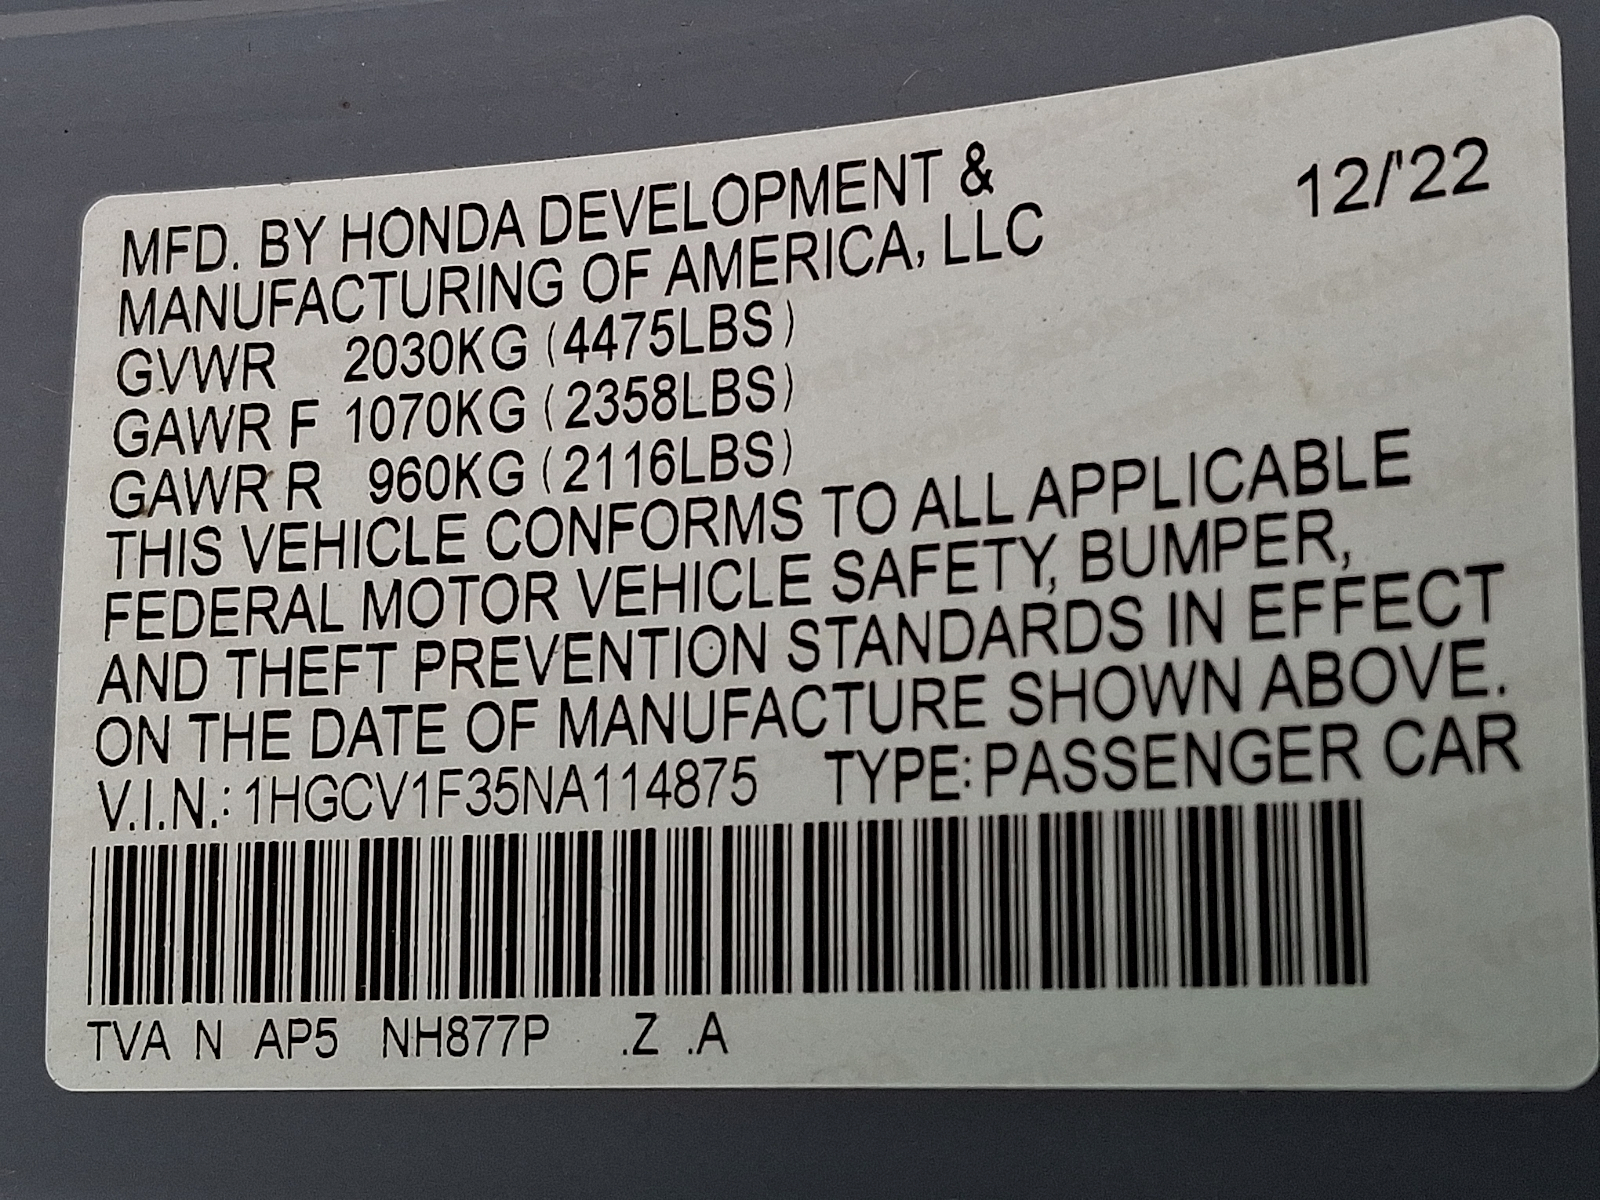 MFD. BY HONDA DEVELOPMENT &
12/'22
MANUFACTURING OF AMERICA, LLC
GVWR 2030KG (4475LBS)
GAWR F 1070KG (2358LBS)
GAWR R 960KG (2116LBS)
THIS VEHICLE CONFORMS TO ALL APPLICABLE
FEDERAL MOTOR VEHICLE SAFETY, BUMPER,
AND THEFT PREVENTION STANDARDS IN EFFECT
ON THE DATE OF MANUFACTURE SHOWN ABOVE.
V.I.N.: 1HGCV1F35NA114875 TYPE: PASSENGER CAR
TVA N AP5 NH877P .Z .A